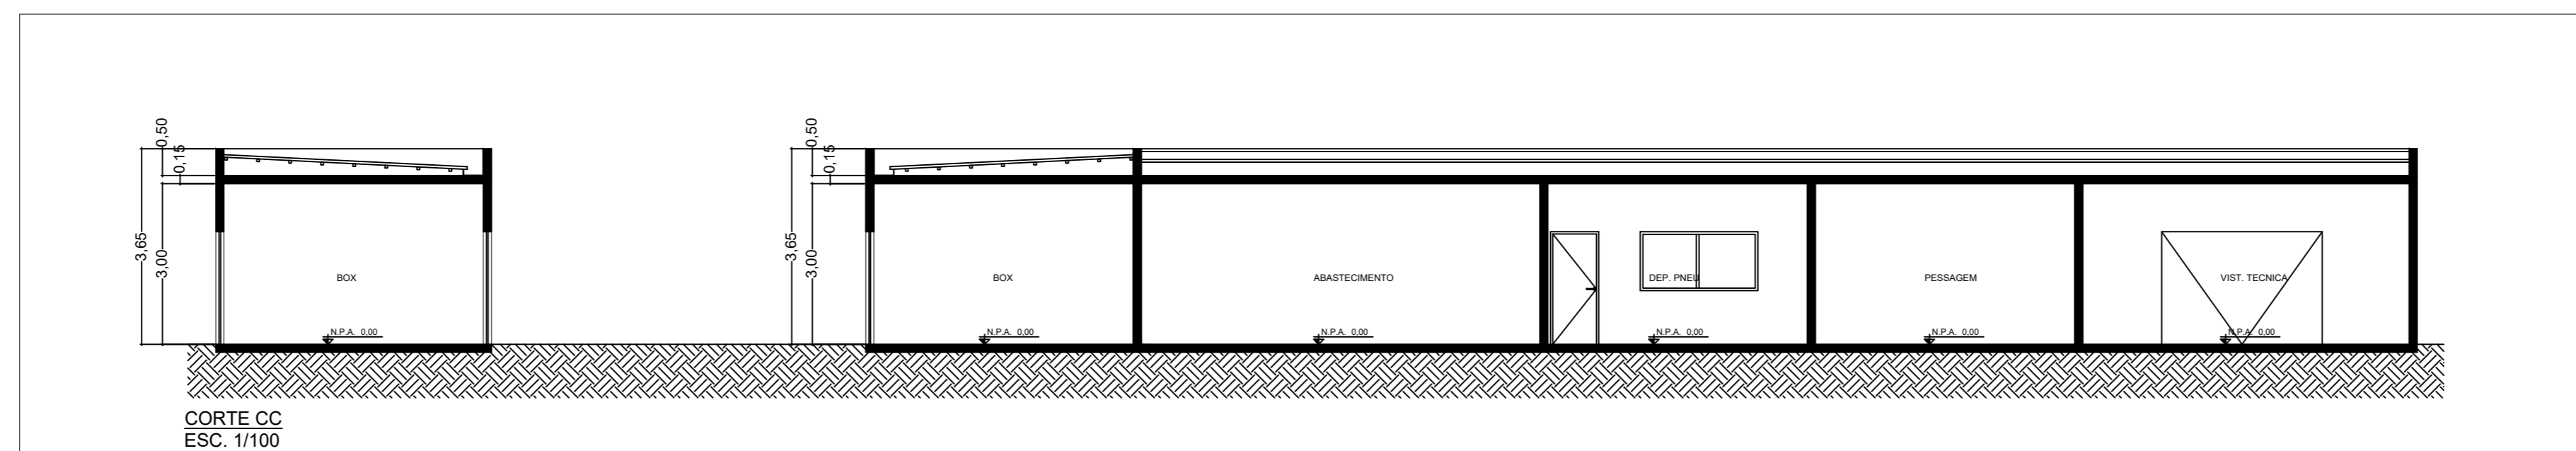 0,50
0,15
3,65
3,00
BOX
N.P.A. 0,00
0,50
0,15
3,65
3,00
BOX
N.P.A. 0,00
ABASTECIMENTO
N.P.A. 0,00
DEP. PNEU
N.P.A. 0,00
PESSAGEM
N.P.A. 0,00
VIST. TECNICA
N.P.A. 0,00
CORTE CC
ESC. 1/100